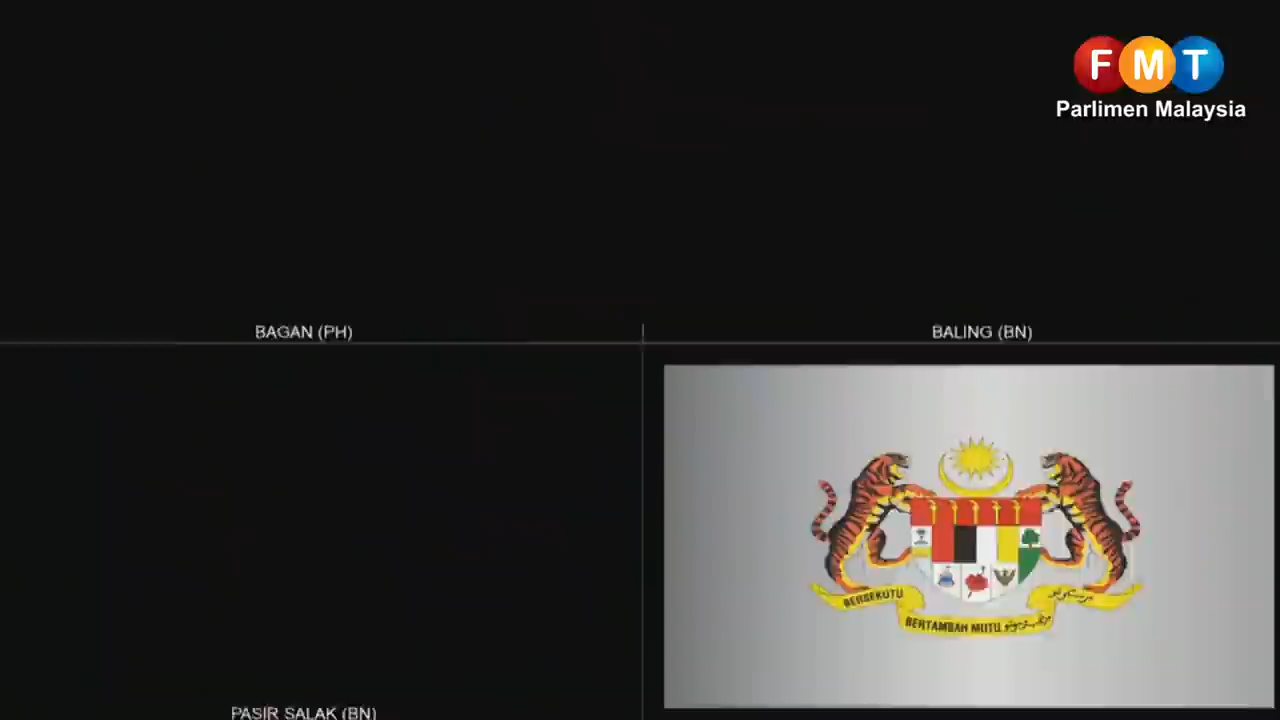 FMT
Parlimen Malaysia
BAGAN (PH)
BALING (BN)
BERSEKUTU
BERTAMBAH MUTU
PASIR SALAK (BN)